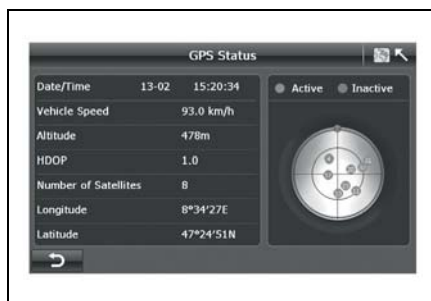 GPS Status
Date/Time 13-02 15:20:34
Vehicle Speed 93.0 km/h
Altitude 478m
HDOP 1.0
Number of Satellites 8
Longitude 8°34'27E
Latitude 47°24'51N
Active Inactive